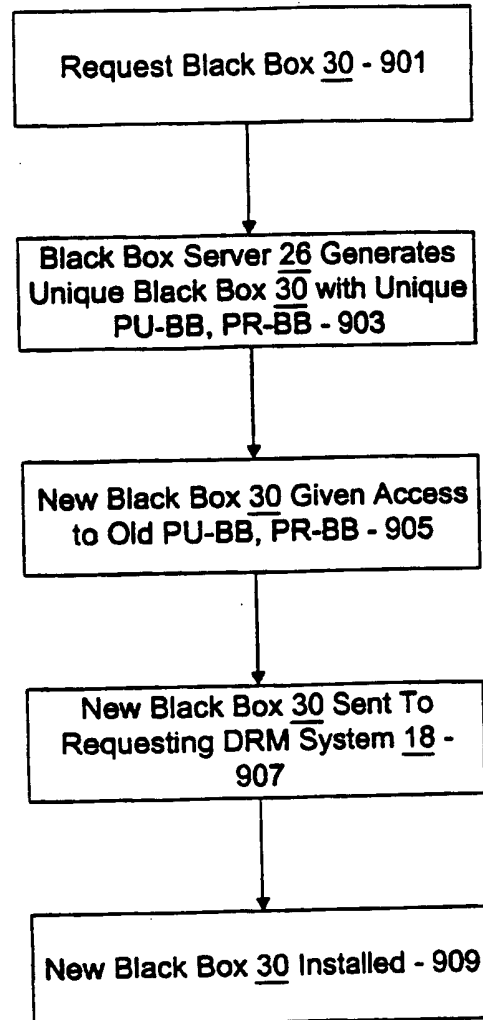 Request Black Box 30 - 901
Black Box Server 26 Generates
Unique Black Box 30 with Unique
PU-BB, PR-BB - 903
New Black Box 30 Given Access
to Old PU-BB, PR-BB - 905
New Black Box 30 Sent To
Requesting DRM System 18 -
907
New Black Box 30 Installed - 909